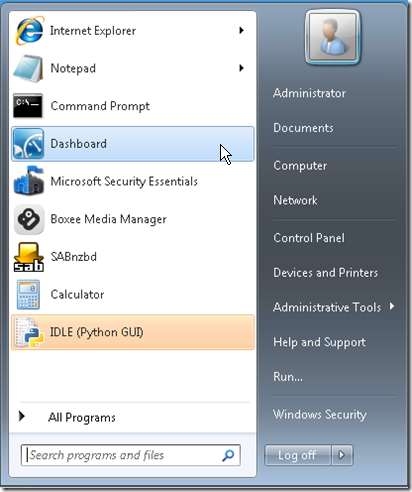 Internet Explorer
Notepad
Command Prompt
Dashboard
Microsoft Security Essentials
Boxee Media Manager
SABnzbd
Calculator
IDLE (Python GUI)
All Programs
Search programs and files
Administrator
Documents
Computer
Network
Control Panel
Devices and Printers
Administrative Tools
Help and Support
Run...
Windows Security
Log off
C:\_
sab